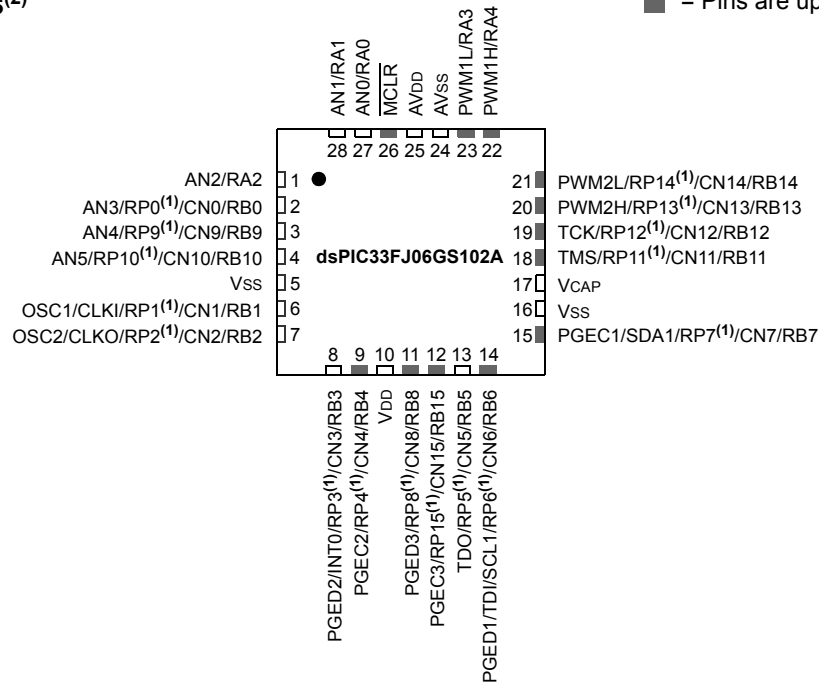 (2)
= Pins are up
AN1/RA1
AN0/RA0
MCLR
AVDD
AVSS
PWM1L/RA3
PWM1H/RA4
28 27 26 25 24 23 22
AN2/RA2 1
AN3/RP0(1)/CN0/RB0 2
AN4/RP9(1)/CN9/RB9 3
AN5/RP10(1)/CN10/RB10 4
VSS 5
OSC1/CLKI/RP1(1)/CN1/RB1 6
OSC2/CLKO/RP2(1)/CN2/RB2 7
dsPIC33FJ06GS102A
21 PWM2L/RP14(1)/CN14/RB14
20 PWM2H/RP13(1)/CN13/RB13
19 TCK/RP12(1)/CN12/RB12
18 TMS/RP11(1)/CN11/RB11
17 VCAP
16 VSS
15 PGEC1/SDA1/RP7(1)/CN7/RB7
8 9 10 11 12 13 14
PGED2/INT0/RP3(1)/CN3/RB3
PGEC2/RP4(1)/CN4/RB4
VDD
PGED3/RP8(1)/CN8/RB8
PGEC3/RP15(1)/CN15/RB15
TDO/RP5(1)/CN5/RB5
PGED1/TDI/SCL1/RP6(1)/CN6/RB6